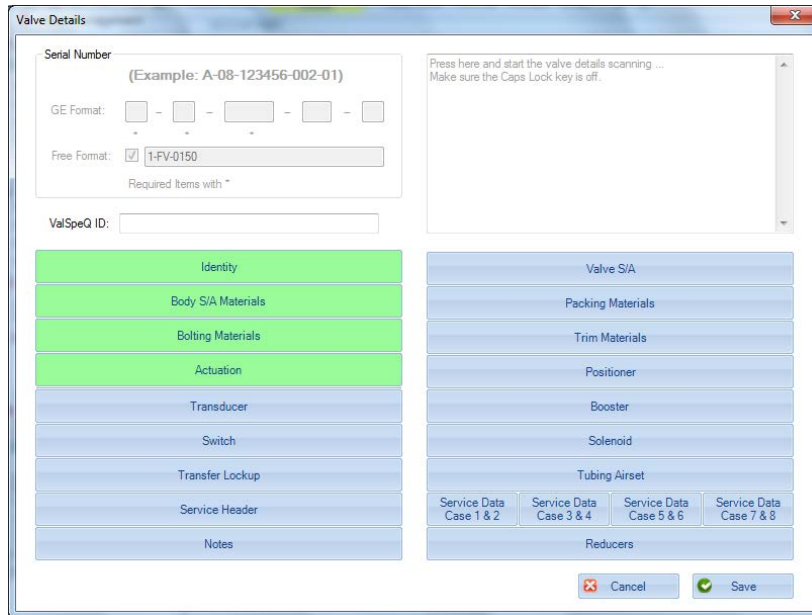 Valve Details
Serial Number
(Example: A-08-123456-002-01)
GE Format:
- - - -
* * *
Free Format:
1-FV-0150
Required Items with *
Press here and start the valve details scanning ...
Make sure the Caps Lock key is off.
ValSpeQ ID:
Identity
Body S/A Materials
Bolting Materials
Actuation
Transducer
Switch
Transfer Lockup
Service Header
Notes
Valve S/A
Packing Materials
Trim Materials
Positioner
Booster
Solenoid
Tubing Airset
Service Data
Case 1 & 2
Service Data
Case 3 & 4
Service Data
Case 5 & 6
Service Data
Case 7 & 8
Reducers
Cancel
Save